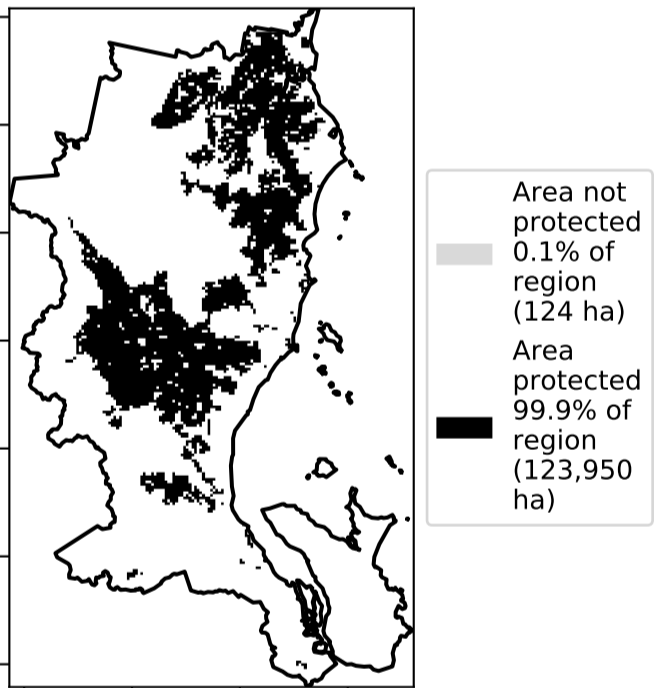 Area not
protected
0.1% of
region
(124 ha)
Area
protected
99.9% of
region
(123,950
ha)